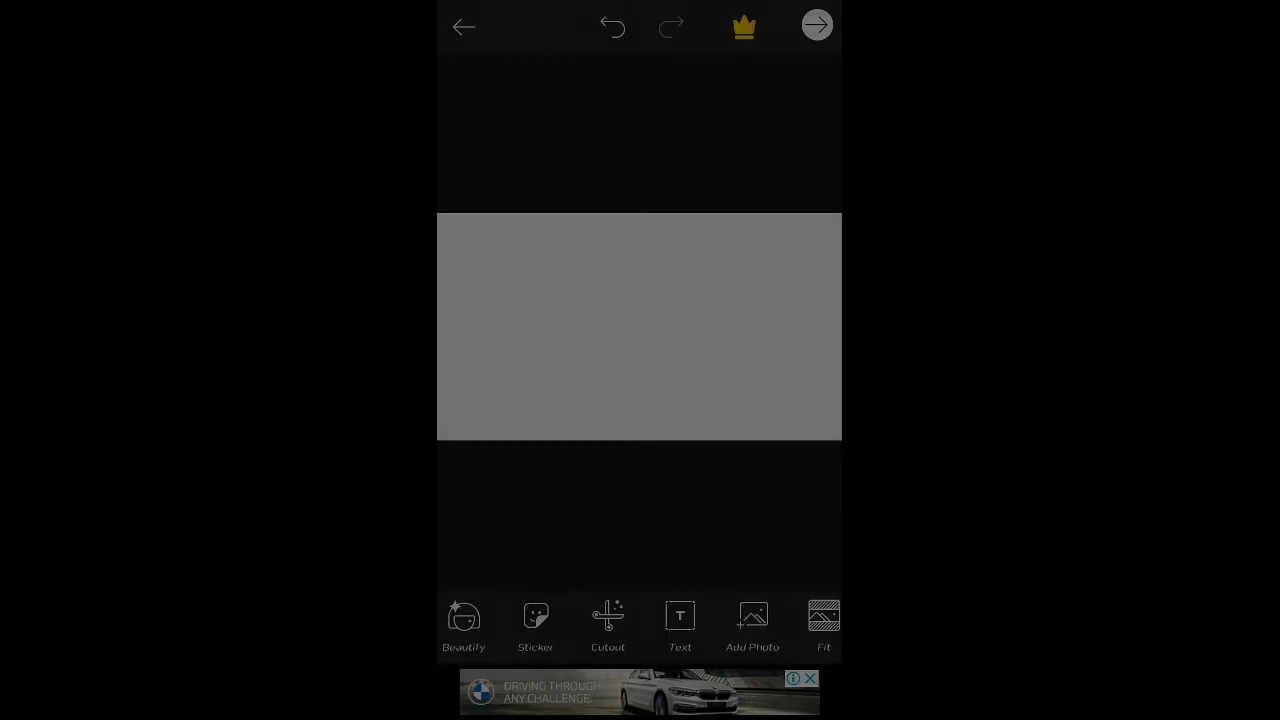 Beautify
Sticker
Cutout
T
Text
Add Photo
Fit
DRIVING THROUGH
ANY CHALLENGE.